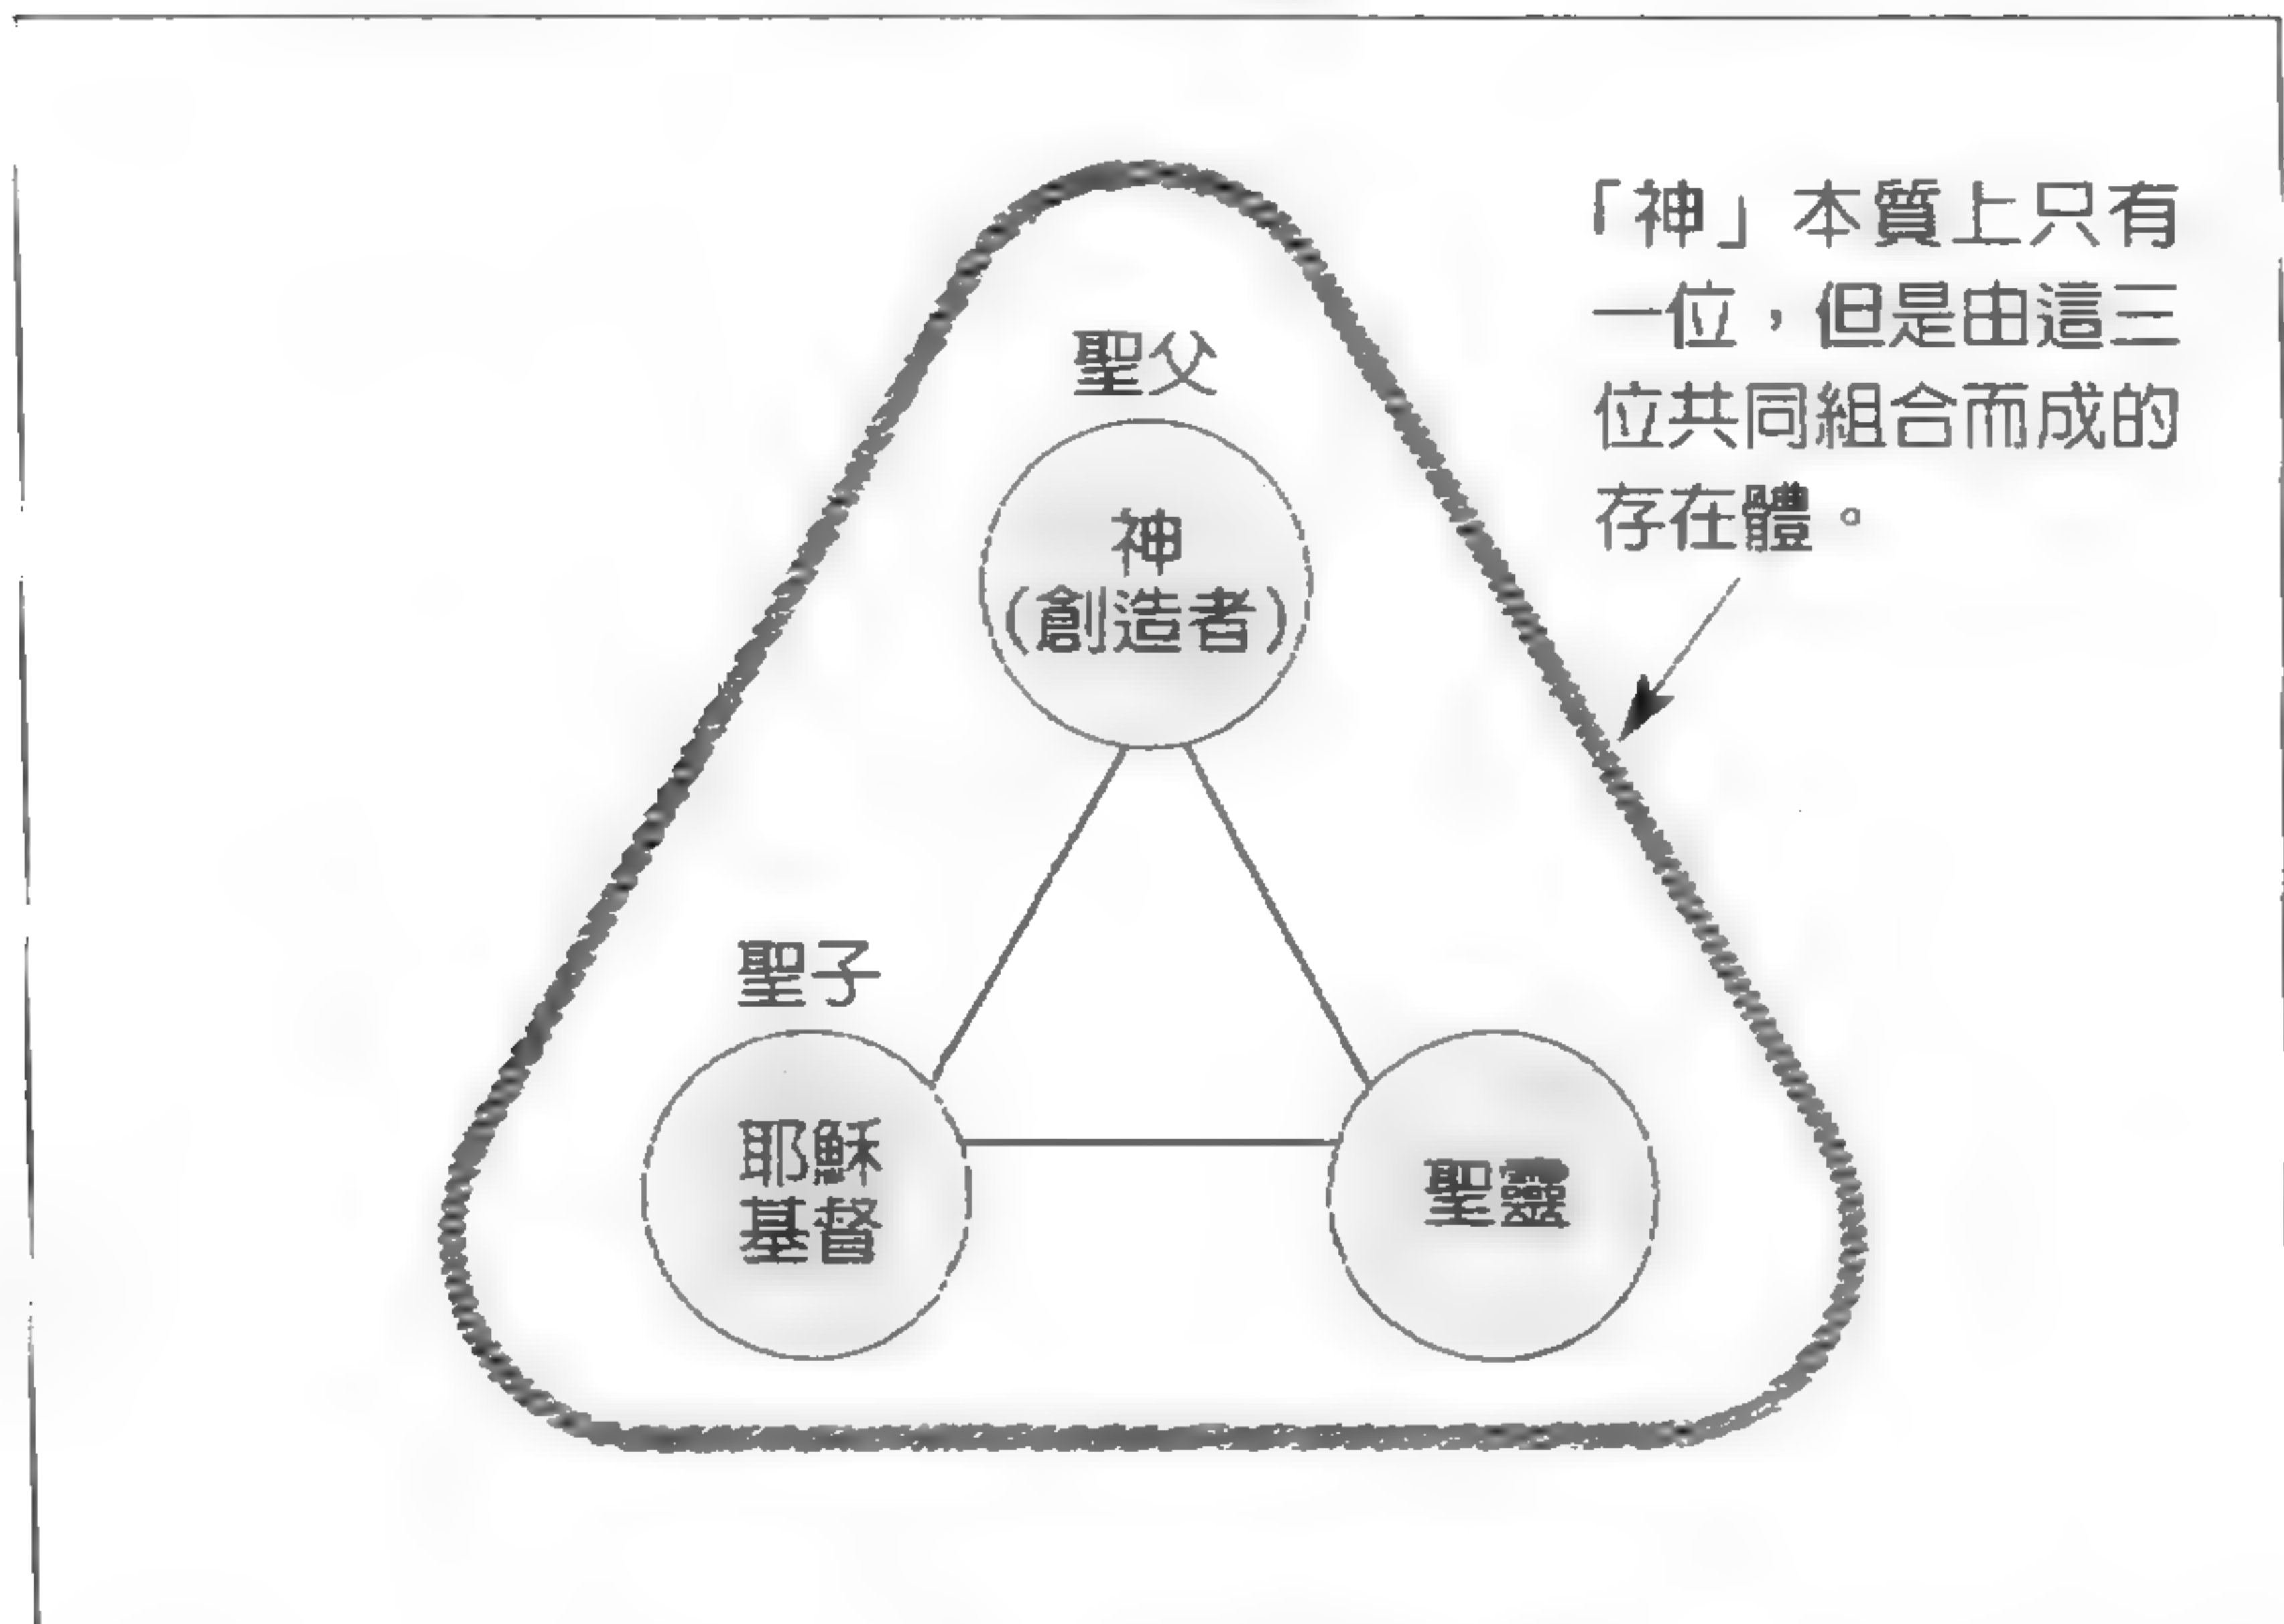 「神」本質上只有
一位，但是由這三
位共同組合而成的
存在體。
聖父
神
（創造者）
聖子
耶穌
基督
聖靈